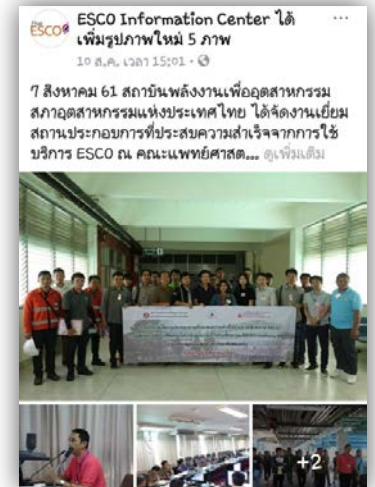 The
ESCO
ESCO Information Center ได้
เพิ่มรูปภาพใหม่ 5 ภาพ
10 ส.ค. เวลา 15:01
7 สิงหาคม 61 สถาบันพลังงานเพื่ออุตสาหกรรม
สภาอุตสาหกรรมแห่งประเทศไทย ได้จัดงานเยี่ยม
สถานประกอบการที่ประสบความสำเร็จจากการใช้
บริการ ESCO ณ คณะแพทย์ศาสต... ดูเพิ่มเติม
+2